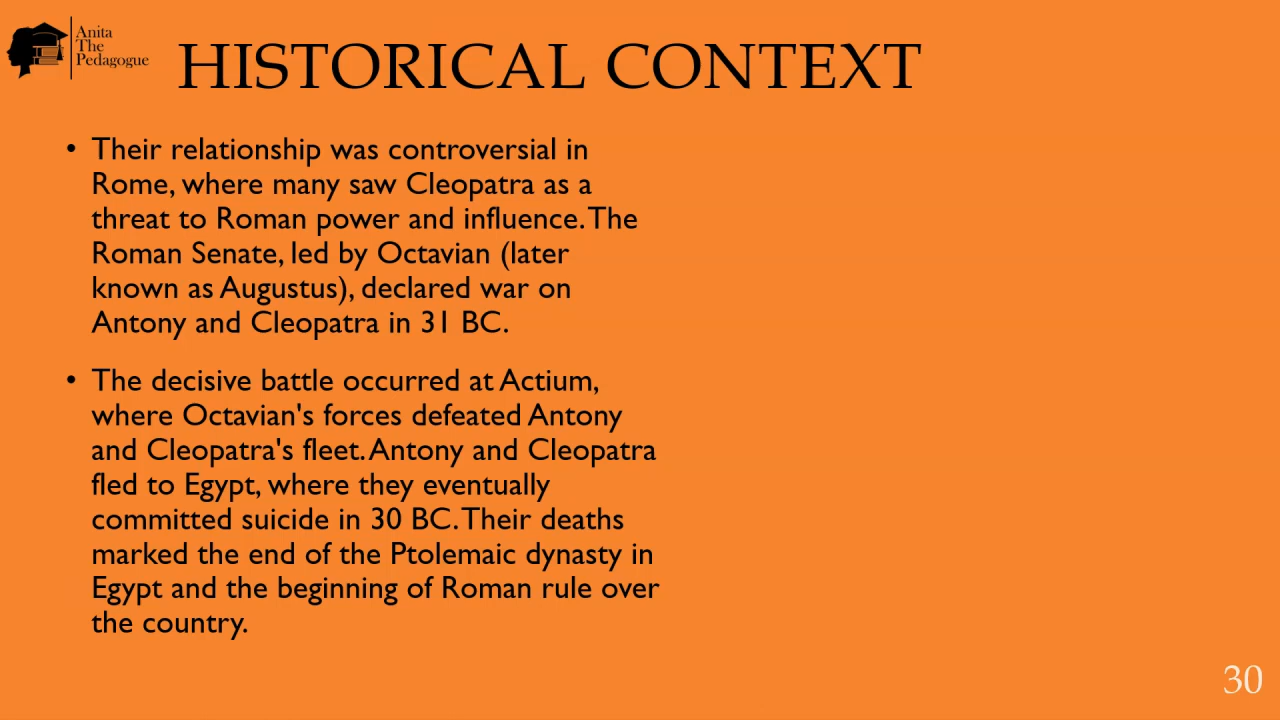 Anita
The
Pedagogue
HISTORICAL CONTEXT
• Their relationship was controversial in
Rome, where many saw Cleopatra as a
threat to Roman power and influence. The
Roman Senate, led by Octavian (later
known as Augustus), declared war on
Antony and Cleopatra in 31 BC.
• The decisive battle occurred at Actium,
where Octavian's forces defeated Antony
and Cleopatra's fleet. Antony and Cleopatra
fled to Egypt, where they eventually
committed suicide in 30 BC. Their deaths
marked the end of the Ptolemaic dynasty in
Egypt and the beginning of Roman rule over
the country.
30